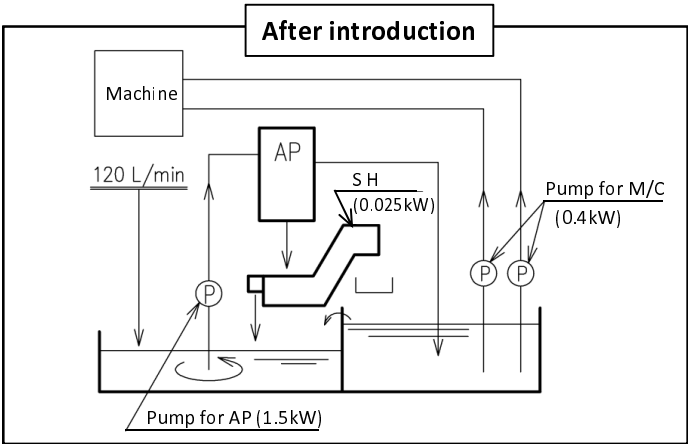 After introduction
Machine
AP
120 L/min
S H
(0.025kW)
Pump for M/C
(0.4kW)
P
P
P
Pump for AP (1.5kW)